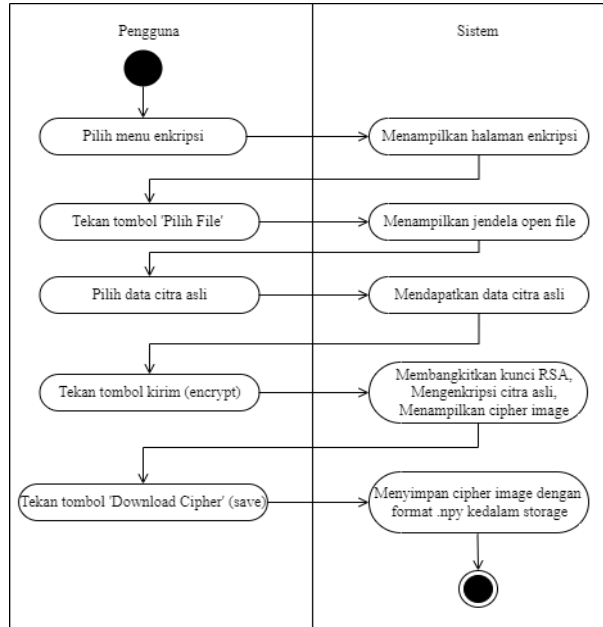 Pengguna
Sistem
Pilih menu enkripsi
Menampilkan halaman enkripsi
Tekan tombol 'Pilih File'
Menampilkan jendela open file
Pilih data citra asli
Mendapatkan data citra asli
Tekan tombol kirim (encrypt)
Membangkitkan kunci RSA,
Mengenkripsi citra asli,
Menampilkan cipher image
Tekan tombol 'Download Cipher' (save)
Menyimpan cipher image dengan
format .npy kedalam storage